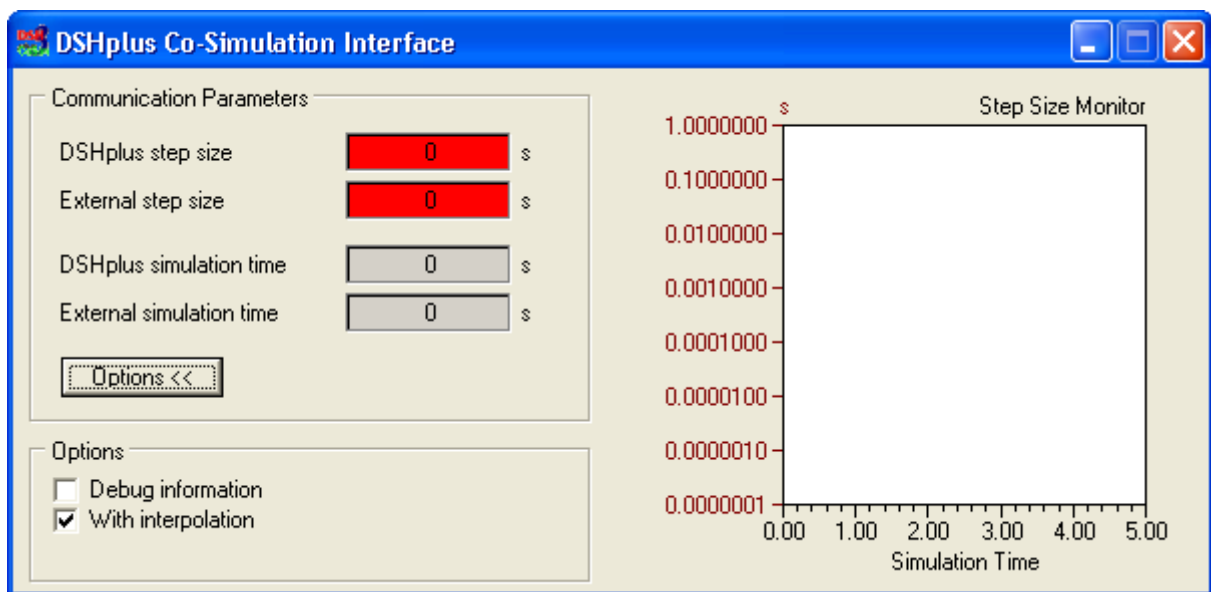 DSHplus Co-Simulation Interface
Communication Parameters
DSHplus step size 0 s
External step size 0 s
DSHplus simulation time 0 s
External simulation time 0 s
Options <<
Options
Debug information
With interpolation
s Step Size Monitor
1.0000000
0.1000000
0.0100000
0.0010000
0.0001000
0.0000100
0.0000010
0.0000001
0.00 1.00 2.00 3.00 4.00 5.00
Simulation Time